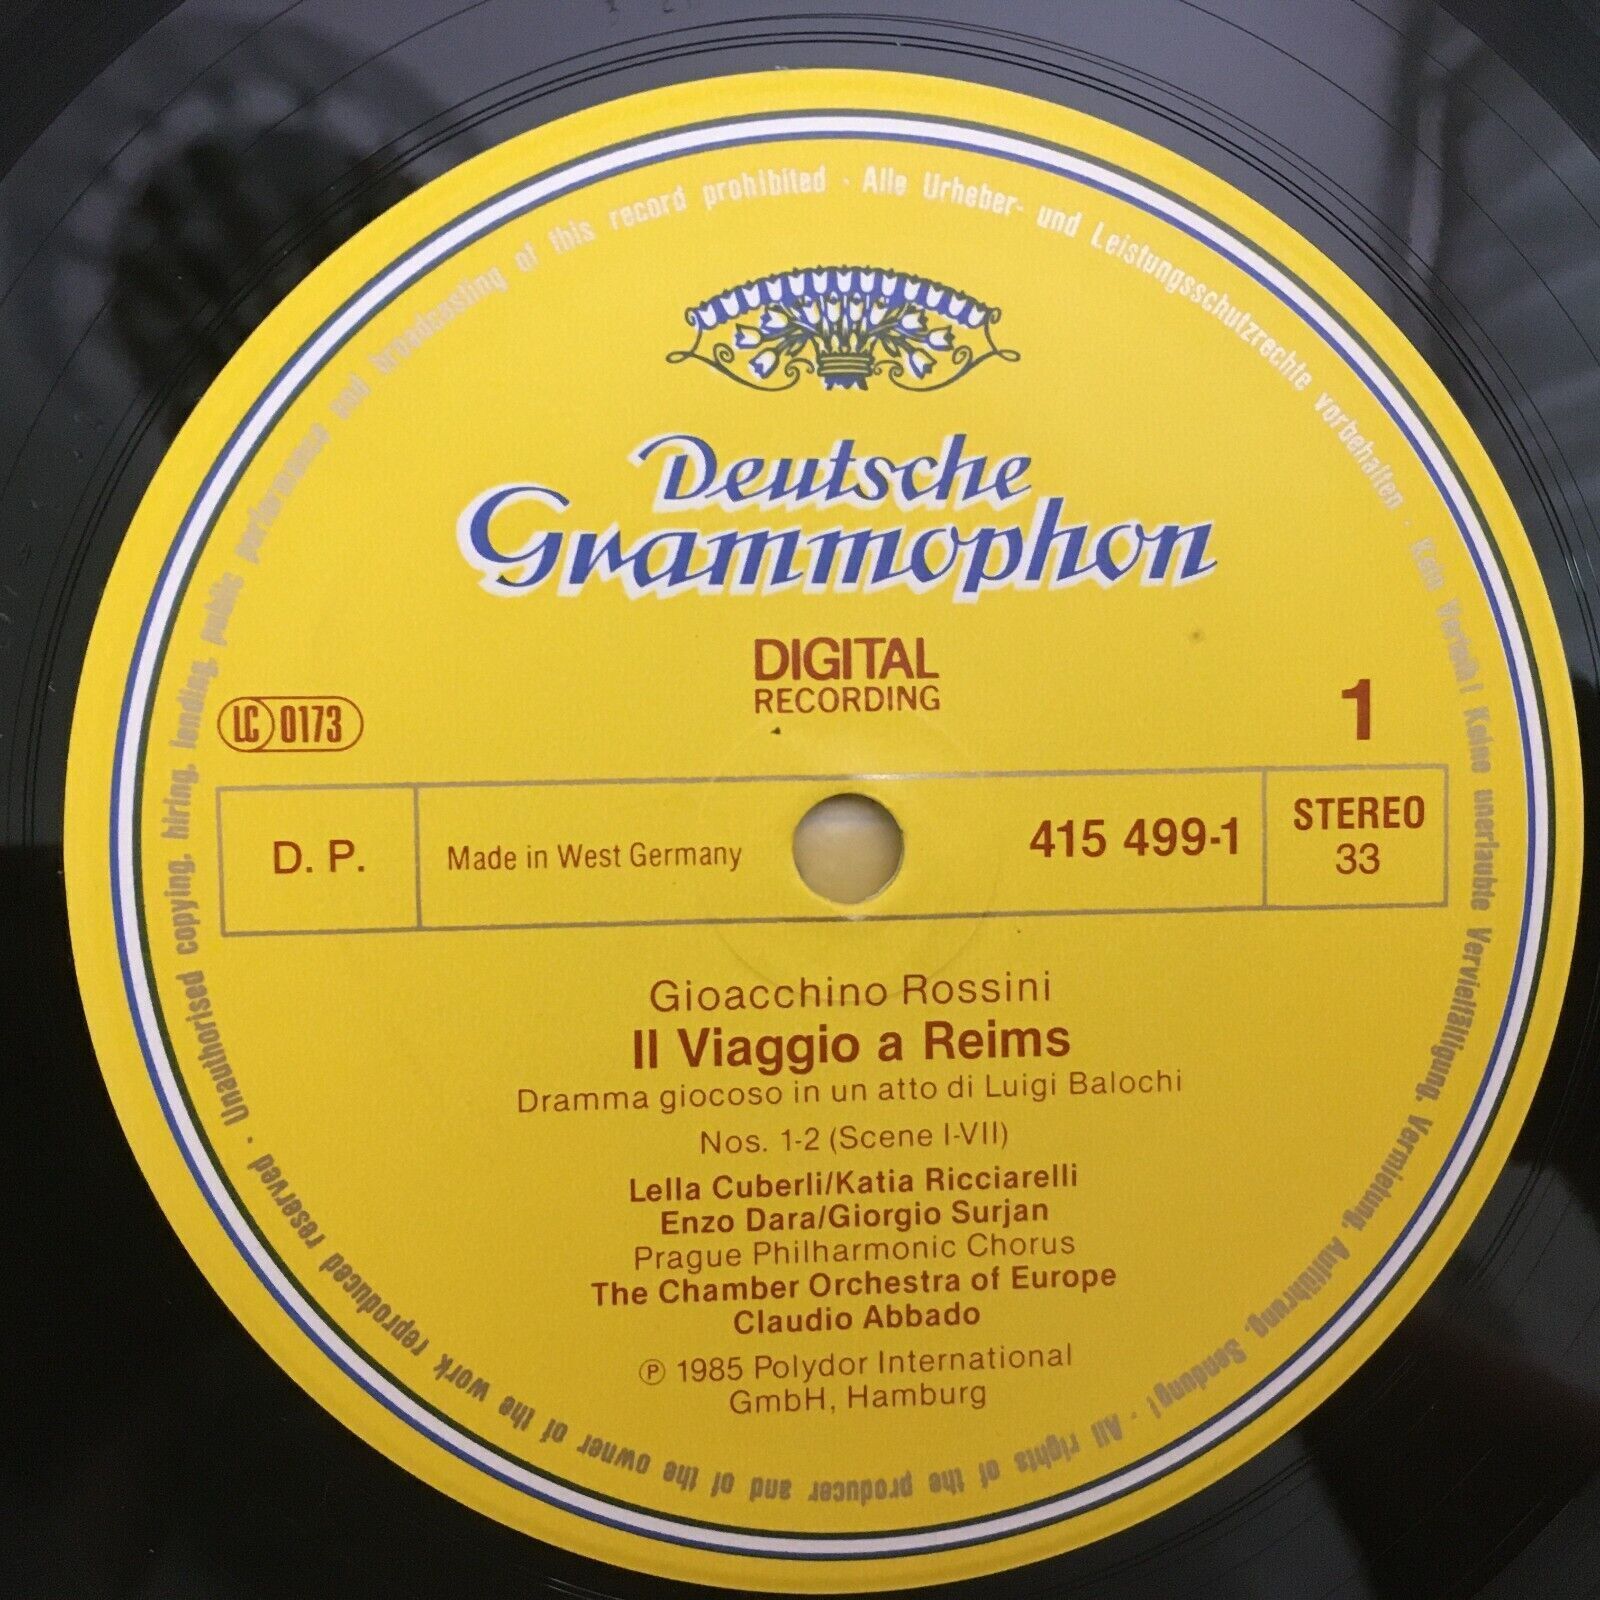 Deutsche
Grammophon
DIGITAL
RECORDING
LC 0173
1
D. P.
Made in West Germany
415 499-1
STEREO
33
Gioacchino Rossini
Il Viaggio a Reims
Dramma giocoso in un atto di Luigi Balochi
Nos. 1-2 (Scene I-VII)
Lella Cuberli/Katia Ricciarelli
Enzo Dara/Giorgio Surjan
Prague Philharmonic Chorus
The Chamber Orchestra of Europe
Claudio Abbado
℗ 1985 Polydor International
GmbH, Hamburg
Alle Urheber- und Leistungsschutzrechte vorbehalten · Kein Verleih! Keine unerlaubte Vervielfältigung, Vermietung, Aufführung, Sendung! · All rights of the producer and of the owner of the work reproduced reserved · Unauthorised copying, hiring, lending, public performance and broadcasting of this record prohibited ·